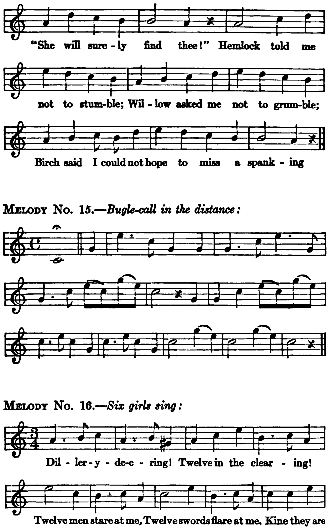 "She will sure - ly find thee!" Hemlock told me
not to stum-ble; Wil-low asked me not to grum-ble;
Birch said I could not hope to miss a spank - ing
MELODY No. 15.—Bugle-call in the distance:
MELODY No. 16.—Six girls sing:
Dil - ler - y - de - c - ring! Twelve in the clear - ing!
Twelve men stare at me, Twelve swords flare at me, Kine they are